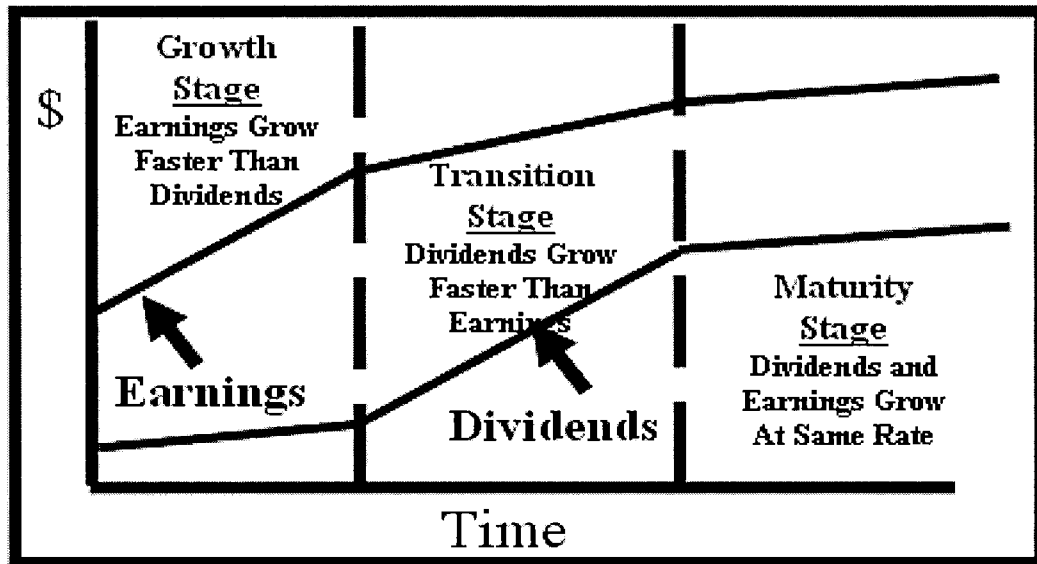 $
Growth
Stage
Earnings Grow
Faster Than
Dividends
Earnings
Transition
Stage
Dividends Grow
Faster Than
Earnings
Dividends
Maturity
Stage
Dividends and
Earnings Grow
At Same Rate
Time